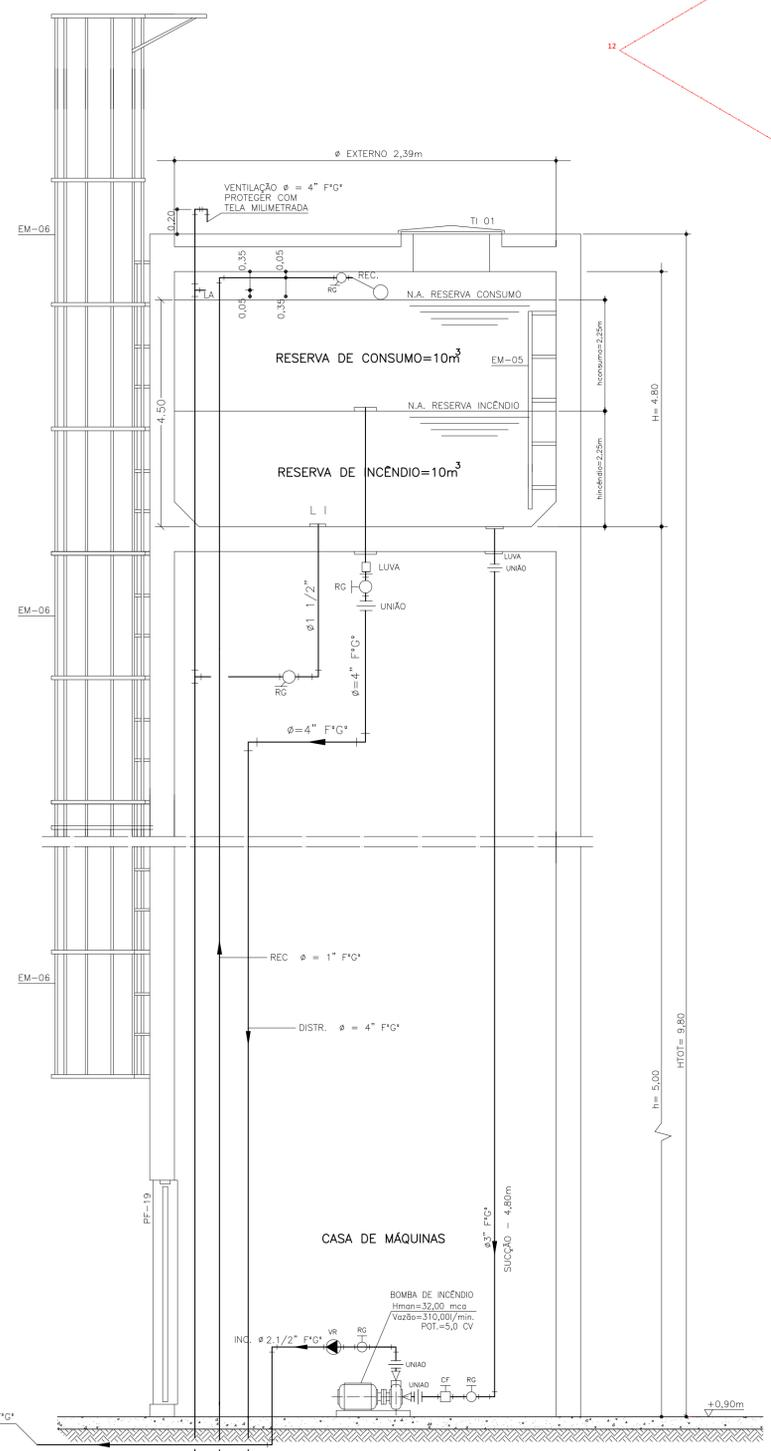 12
Ø EXTERNO 2,39m
VENTILAÇÃO Ø = 4" F°G°
PROTEGER COM
TELA MILIMETRADA
0,20
TI 01
EM-06
0,35
0,05
REC.
RG
LA
0,05
0,35
N.A. RESERVA CONSUMO
RESERVA DE CONSUMO=10m³
EM-05
hconsumo=2,25m
H= 4.80
4.50
N.A. RESERVA INCÊNDIO
RESERVA DE INCÊNDIO=10m³
hincêndio=2,25m
L I
LUVA
UNIÃO
LUVA
RG
UNIÃO
EM-06
Ø1 1/2"
Ø=4" F°G°
RG
Ø=4" F°G°
REC Ø = 1" F°G°
EM-06
DISTR. Ø = 4" F°G°
HTOT= 9,80
h= 5,00
PF-19
Ø3" F°G°
SUCÇÃO - 4,80m
CASA DE MÁQUINAS
BOMBA DE INCÊNDIO
Hman=32,00 mca
Vazão=310,00l/min.
POT.=5,0 CV
INC. Ø 2.1/2" F°G°
VR
RG
UNIAO
UNIAO
CF
RG
+0,90m
F°G°